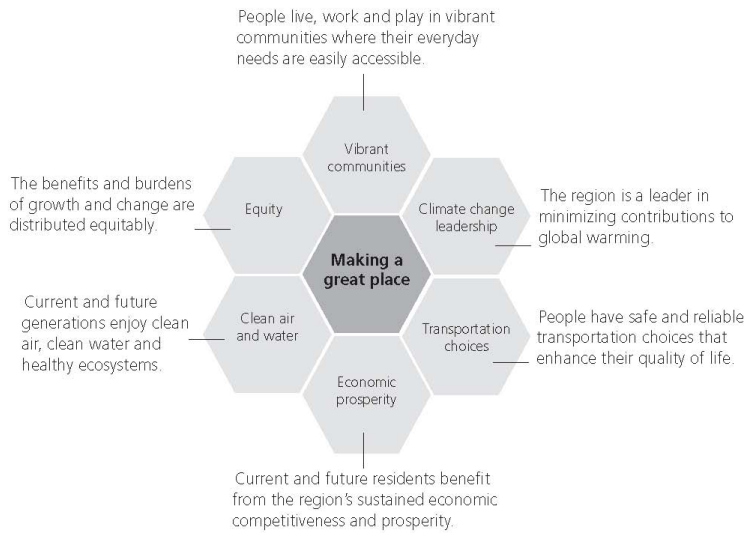 People live, work and play in vibrant
communities where their everyday
needs are easily accessible.
Vibrant
communities
The benefits and burdens
of growth and change are
distributed equitably.
Equity
Climate change
leadership
The region is a leader in
minimizing contributions to
global warming.
Making a
great place
Current and future
generations enjoy clean
air, clean water and
healthy ecosystems.
Clean air
and water
Transportation
choices
People have safe and reliable
transportation choices that
enhance their quality of life.
Economic
prosperity
Current and future residents benefit
from the region's sustained economic
competitiveness and prosperity.